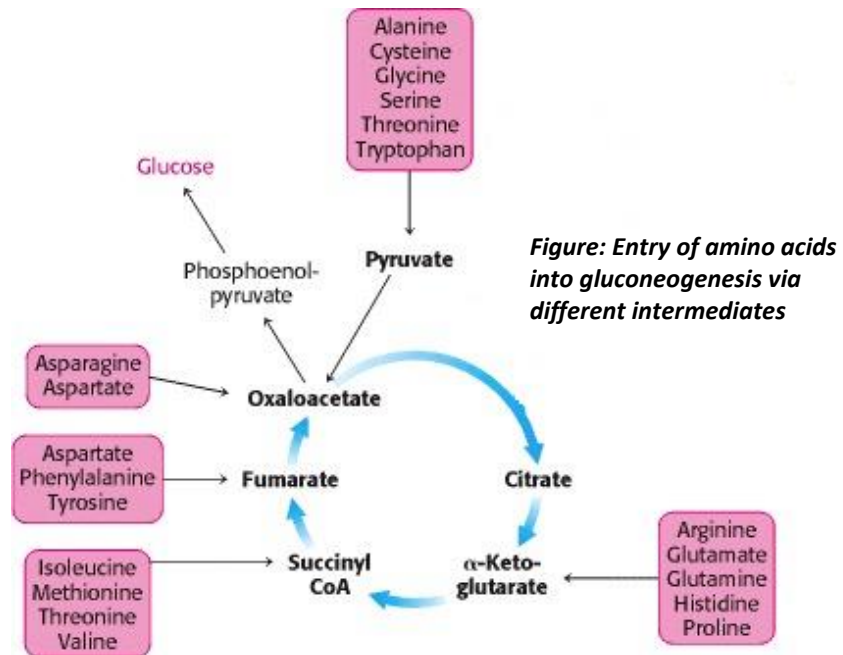 Alanine
Cysteine
Glycine
Serine
Threonine
Tryptophan
Glucose
Pyruvate
Figure: Entry of amino acids
into gluconeogenesis via
different intermediates
Phosphoenol-
pyruvate
Asparagine
Aspartate
Oxaloacetate
Aspartate
Phenylalanine
Tyrosine
Fumarate
Citrate
Isoleucine
Methionine
Threonine
Valine
Succinyl
CoA
α-Keto-
glutarate
Arginine
Glutamate
Glutamine
Histidine
Proline